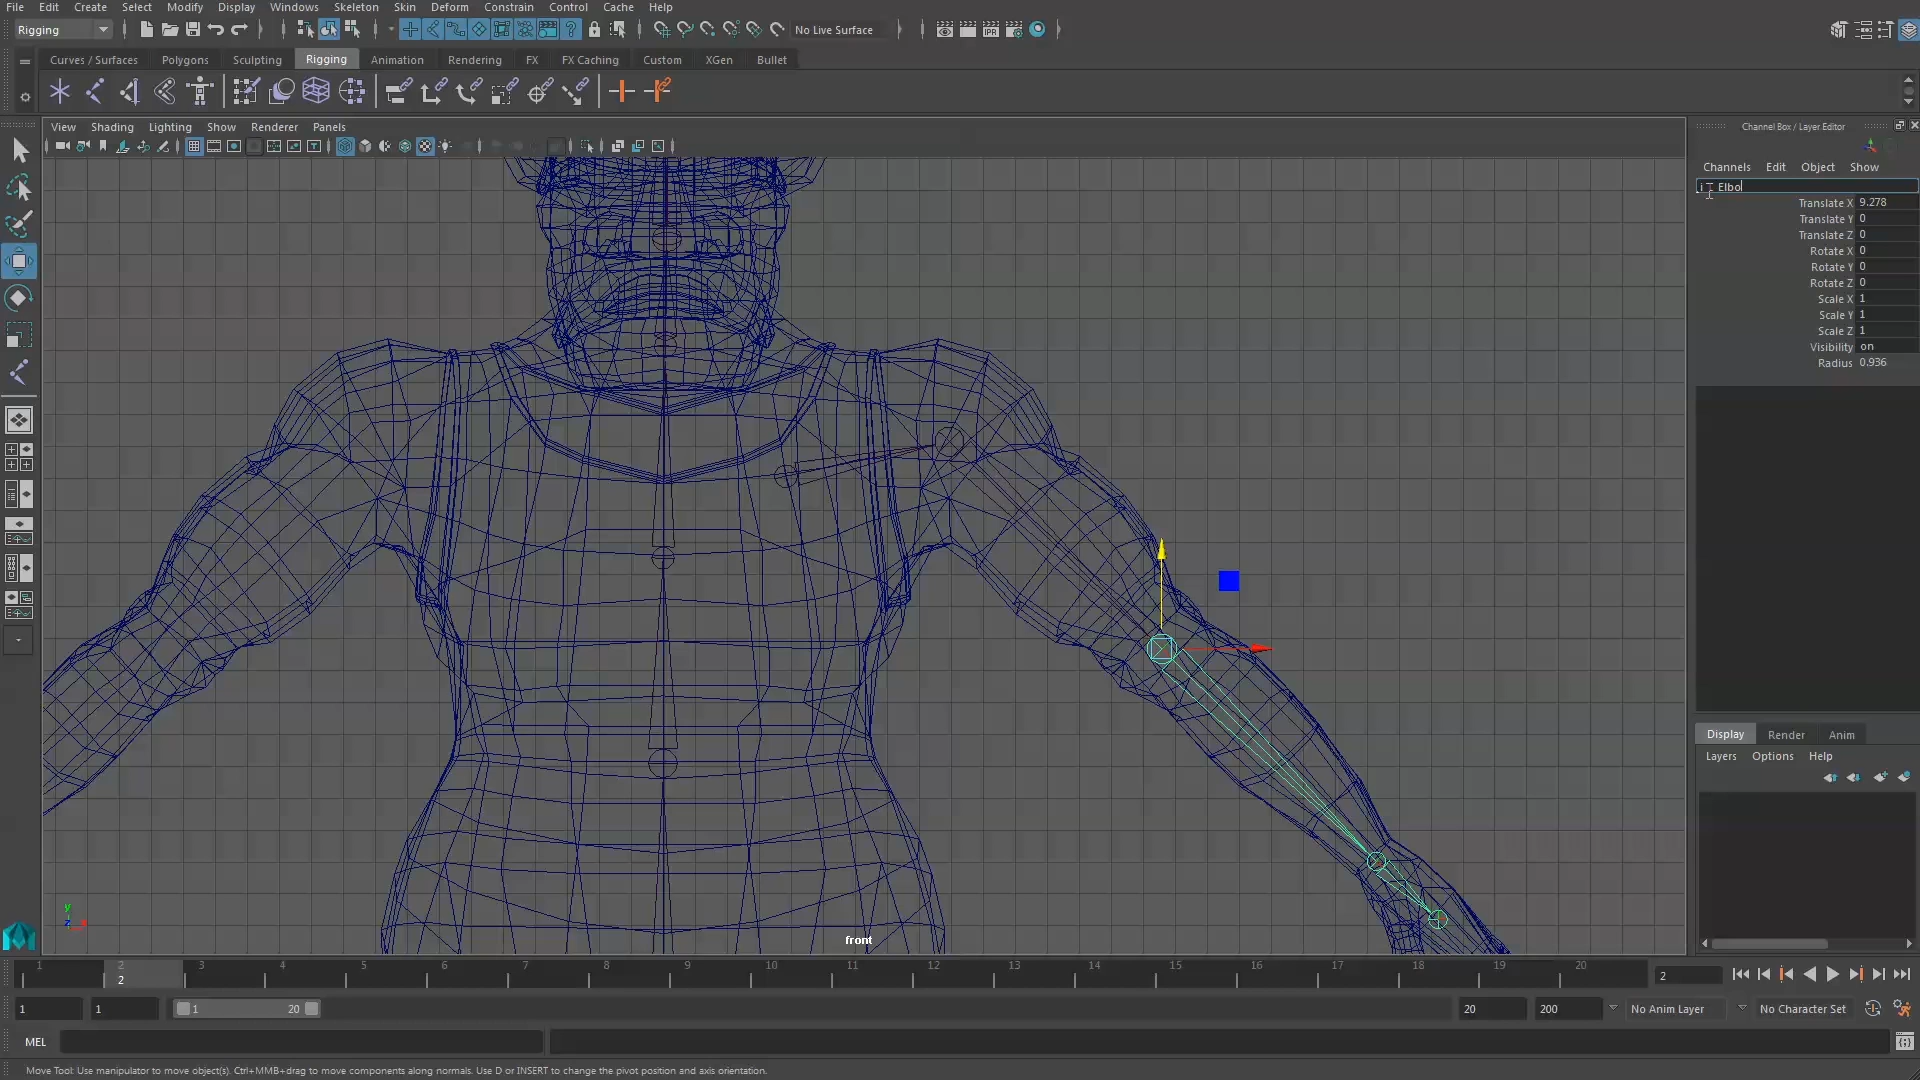 File Edit Create Select Modify Display Windows Skeleton Skin Deform Constrain Control Cache Help
Rigging
No Live Surface
IPR
Curves / Surfaces Polygons Sculpting Rigging Animation Rendering FX FX Caching Custom XGen Bullet
View Shading Lighting Show Renderer Panels
Channel Box / Layer Editor
Channels Edit Object Show
Elbo
Translate X 9.278
Translate Y 0
Translate Z 0
Rotate X 0
Rotate Y 0
Rotate Z 0
Scale X 1
Scale Y 1
Scale Z 1
Visibility on
Radius 0.936
Display Render Anim
Layers Options Help
y
z x
front
1 2 3 4 5 6 7 8 9 10 11 12 13 14 15 16 17 18 19 20
2
2
1 1 1 20 20 200 No Anim Layer No Character Set
MEL
Move Tool: Use manipulator to move object(s). Ctrl+MMB+drag to move components along normals. Use D or INSERT to change the pivot position and axis orientation.